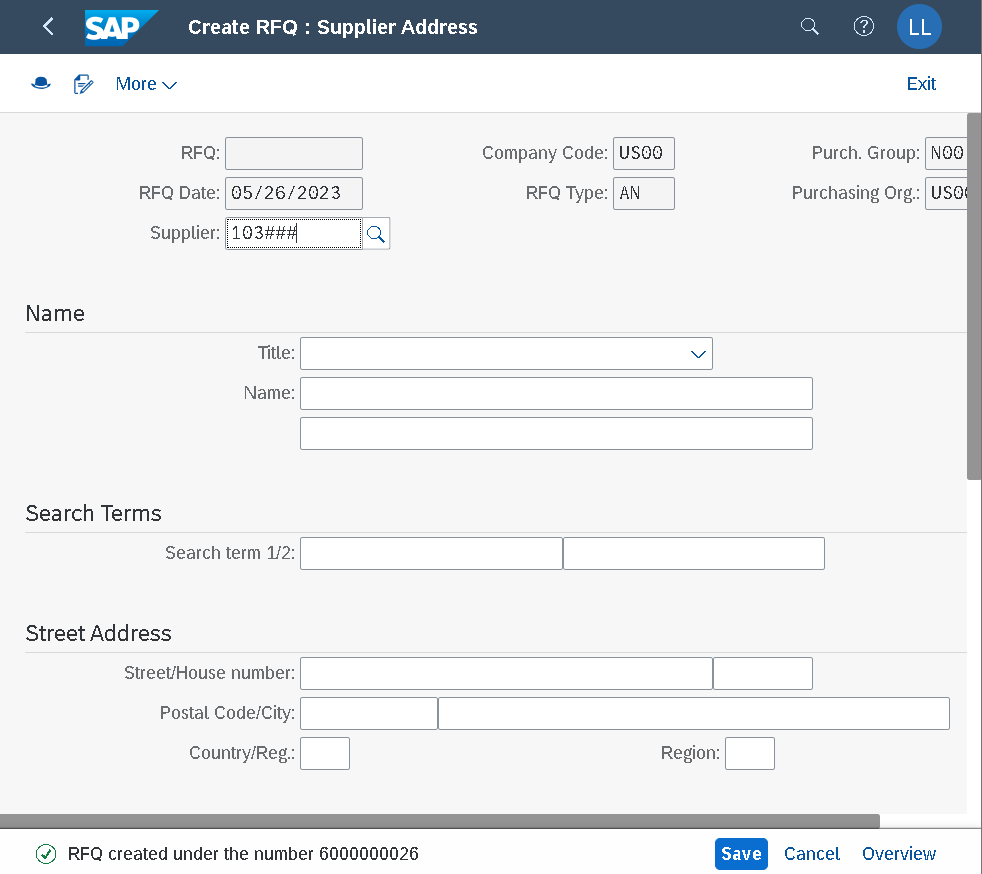 SAP Create RFQ : Supplier Address LL
More Exit
RFQ: Company Code: US00 Purch. Group: N00
RFQ Date: 05/26/2023 RFQ Type: AN Purchasing Org.: US00
Supplier: 103###
Name
Title:
Name:
Search Terms
Search term 1/2:
Street Address
Street/House number:
Postal Code/City:
Country/Reg.: Region:
RFQ created under the number 6000000026 Save Cancel Overview